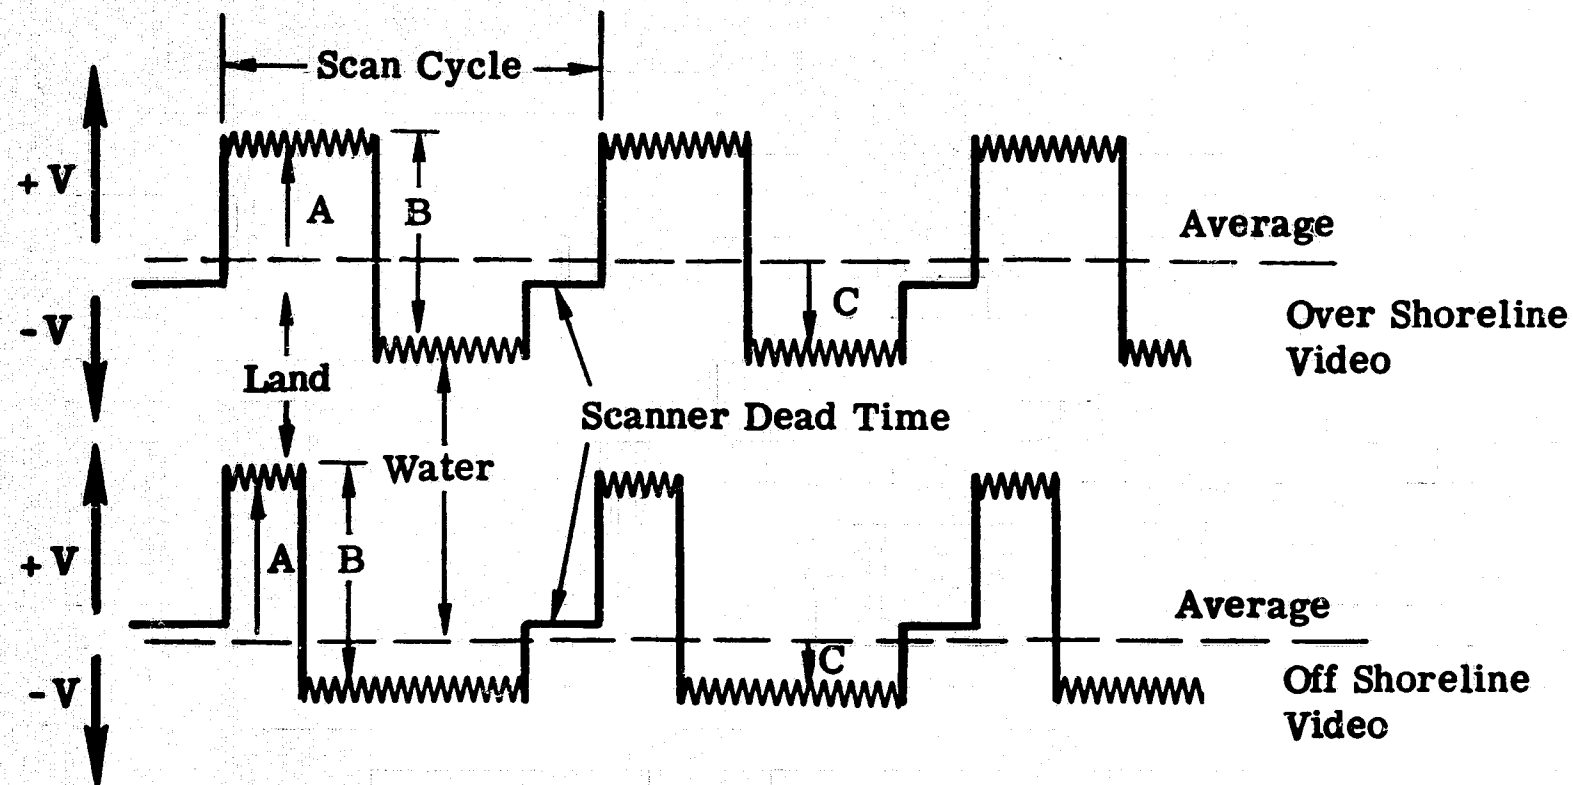 Scan Cycle
+V
A
B
Average
-V
C
Over Shoreline
Video
Land
Scanner Dead Time
Water
+V
A
B
Average
C
-V
Off Shoreline
Video